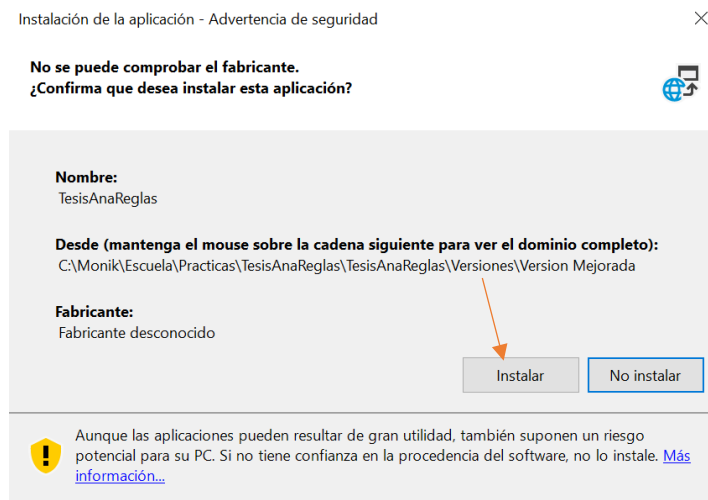 Instalación de la aplicación - Advertencia de seguridad
No se puede comprobar el fabricante.
¿Confirma que desea instalar esta aplicación?
Nombre:
TesisAnaReglas
Desde (mantenga el mouse sobre la cadena siguiente para ver el dominio completo):
C:\Monik\Escuela\Practicas\TesisAnaReglas\TesisAnaReglas\Versiones\Version Mejorada
Fabricante:
Fabricante desconocido
Instalar No instalar
Aunque las aplicaciones pueden resultar de gran utilidad, también suponen un riesgo
potencial para su PC. Si no tiene confianza en la procedencia del software, no lo instale. Más
información...